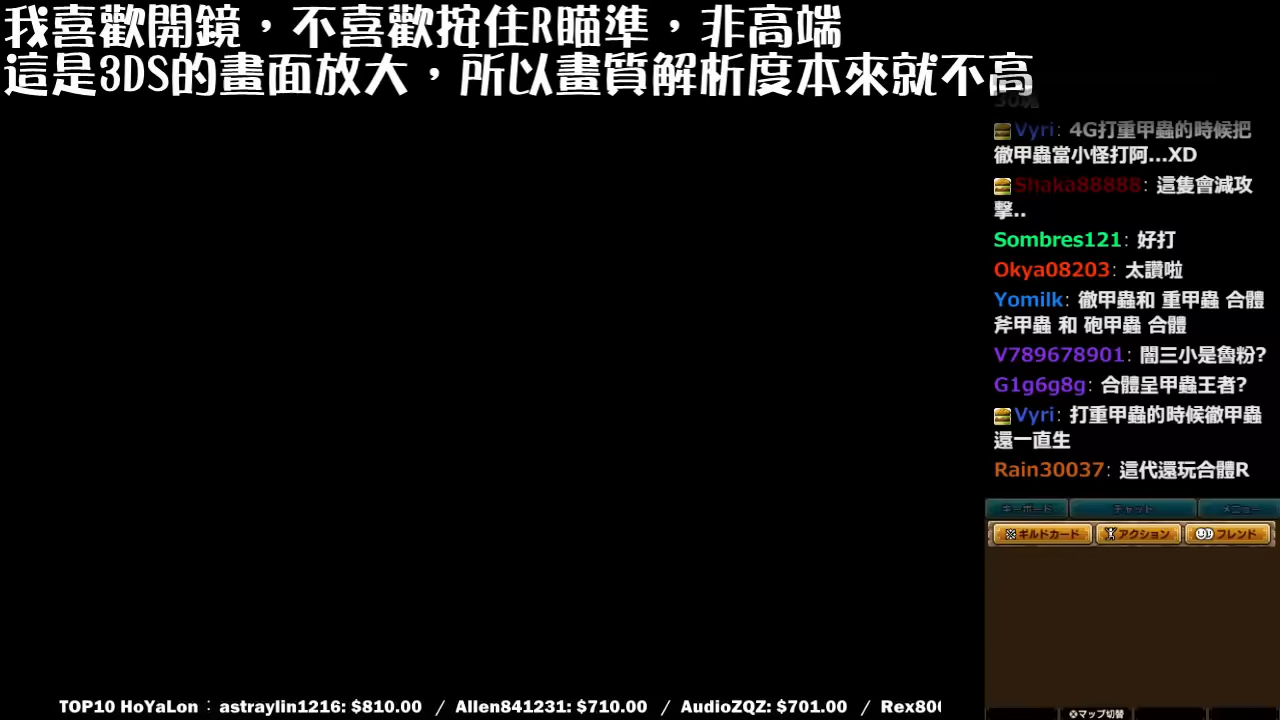 我喜歡開鏡，不喜歡按住R瞄準，非高端
這是3DS的畫面放大，所以畫質解析度本來就不高
Vyri: 4G打重甲蟲的時候把
徹甲蟲當小怪打阿...XD
Shaka88888: 這隻會減攻
擊..
Sombres121: 好打
Okya08203: 太讚啦
Yomilk: 徹甲蟲和 重甲蟲 合體
斧甲蟲 和 砲甲蟲 合體
V789678901: 闇三小是魯粉?
G1g6g8g: 合體呈甲蟲王者?
Vyri: 打重甲蟲的時候徹甲蟲
還一直生
Rain30037: 這代還玩合體R
キーボード チャット メニュー
ギルドカード アクション フレンド
マップ切替
TOP10 HoYaLon : astraylin1216: $810.00 / Allen841231: $710.00 / AudioZQZ: $701.00 / Rex80